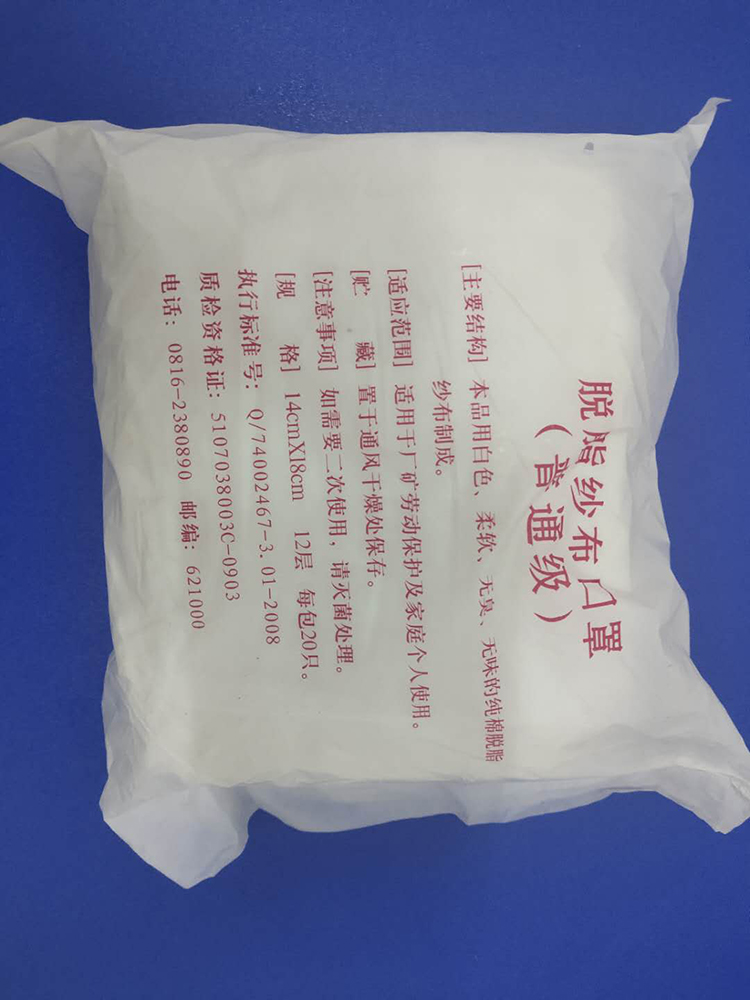 脱脂纱布口罩
（普通级）
[主要结构] 本品用白色、柔软、无臭、无味的纯棉脱脂
纱布制成。
[适应范围] 适用于厂矿劳动保护及家庭个人使用。
[贮 藏] 置于通风干燥处保存。
[注意事项] 如需要二次使用，请灭菌处理。
[规 格] 14cmX18cm 12层 每包20只。
执行标准号： Q/74002467-3.01-2008
质检资格证： 5107038003C-0903
电话： 0816-2380890 邮编： 621000